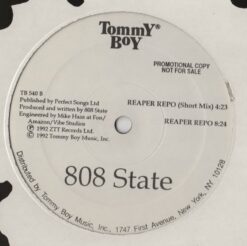 TOMMY BOY®
PROMOTIONAL COPY
NOT FOR SALE
TB 540 B
Published by Perfect Songs Ltd
Produced and written by 808 State
Engineered by Mike Haas at Fon/
Amazon/Vibe Studios
℗ 1992 ZTT Records Ltd.
© 1992 Tommy Boy Music, Inc.
REAPER REPO (Short Mix) 4:23
REAPER REPO 8:24
808 State
Distributed by Tommy Boy Music, Inc., 1747 First Avenue, New York, NY, 10128